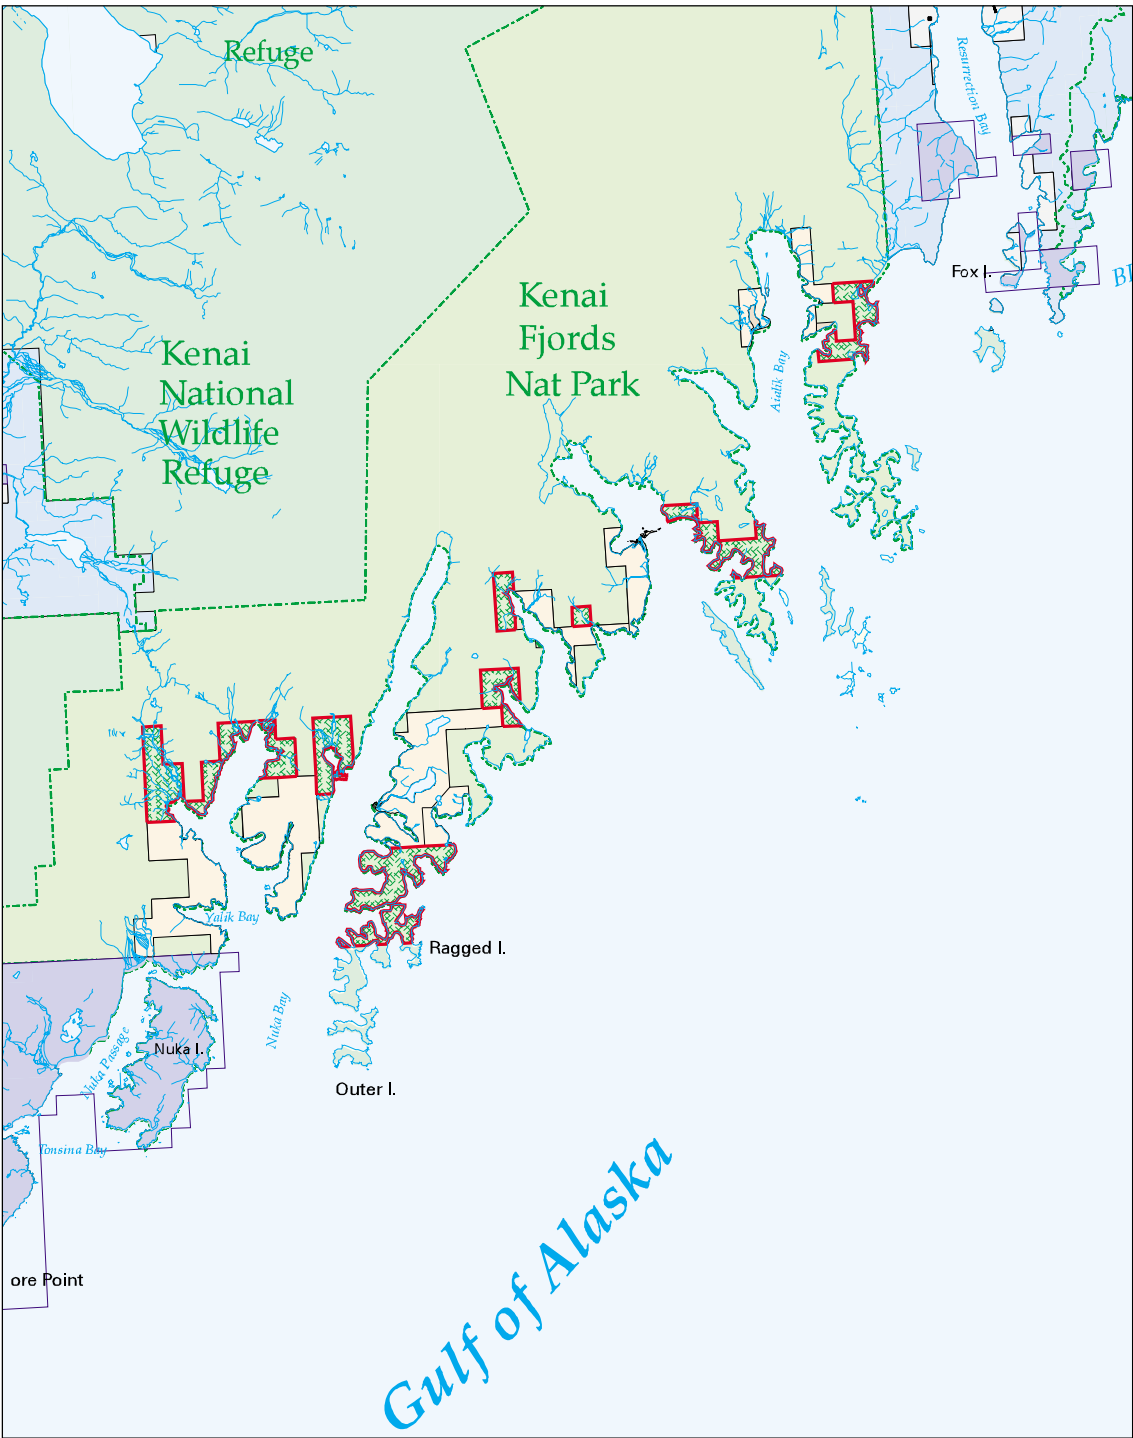 Refuge
Resurrection Bay
Fox I.
Kenai
Fjords
Nat Park
Kenai
National
Wildlife
Refuge
Aialik Bay
Yalik Bay
Ragged I.
Nuka Bay
Nuka I.
Nuka Passage
Outer I.
Tonsina Bay
ore Point
Gulf of Alaska